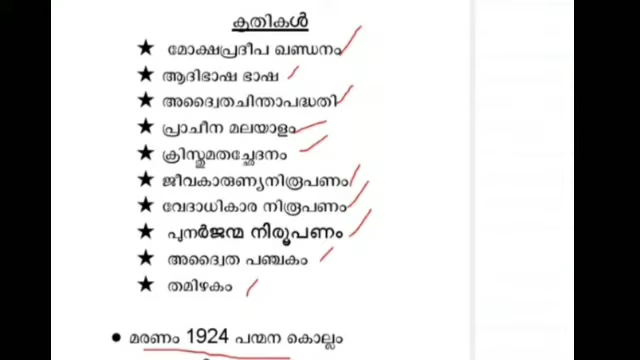 കൃതികൾ
★ മോക്ഷപ്രദീപ ഖണ്ഡനം
★ ആദിഭാഷ ഭാഷ
★ അദ്വൈതചിന്താപദ്ധതി
★ പ്രാചീന മലയാളം
★ ക്രിസ്തുമതച്ഛേദനം
★ ജീവകാരുണ്യനിരൂപണം
★ വേദാധികാര നിരൂപണം
★ പുനർജന്മ നിരൂപണം
★ അദ്വൈത പഞ്ചകം
★ തമിഴകം
● മരണം 1924 പന്മന കൊല്ലം